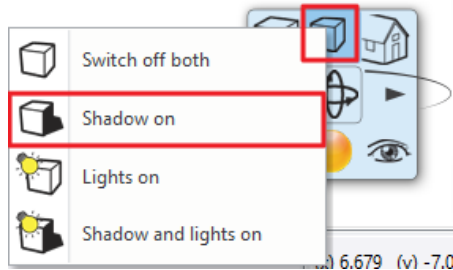 Switch off both
Shadow on
Lights on
Shadow and lights on
6.679 (y) -7.0